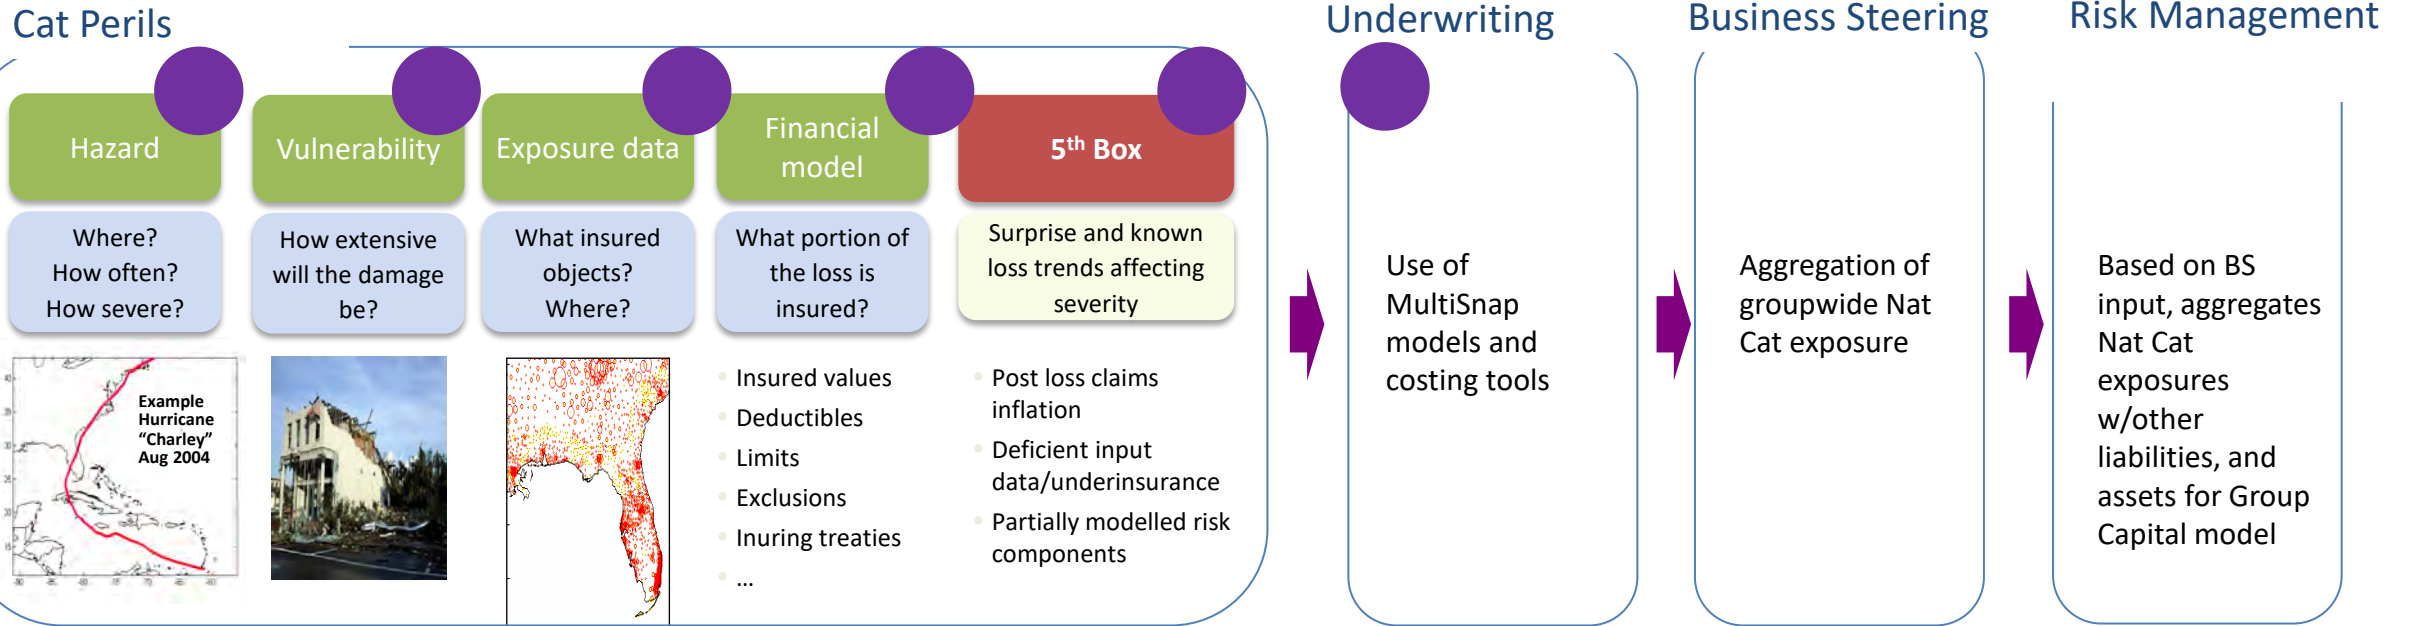 Cat Perils
Underwriting
Business Steering
Risk Management
Hazard
Vulnerability
Exposure data
Financial
model
5th Box
Where?
How often?
How severe?
How extensive
will the damage
be?
What insured
objects?
Where?
What portion of
the loss is
insured?
Surprise and known
loss trends affecting
severity
Example
Hurricane
“Charley”
Aug 2004
• Insured values
• Deductibles
• Limits
• Exclusions
• Inuring treaties
• ...
• Post loss claims
inflation
• Deficient input
data/underinsurance
• Partially modelled risk
components
Use of
MultiSnap
models and
costing tools
Aggregation of
groupwide Nat
Cat exposure
Based on BS
input, aggregates
Nat Cat
exposures
w/other
liabilities, and
assets for Group
Capital model